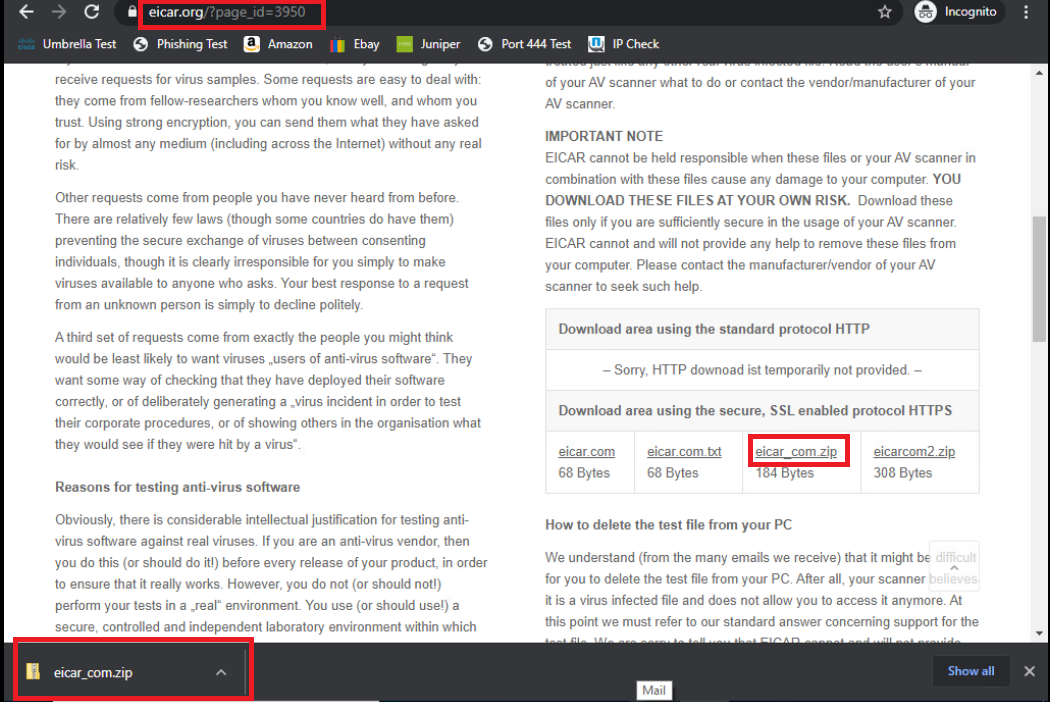 eicar.org/?page_id=3950
Incognito
Umbrella Test
Phishing Test
Amazon
Ebay
Juniper
Port 444 Test
IP Check
receive requests for virus samples. Some requests are easy to deal with:
they come from fellow-researchers whom you know well, and whom you
trust. Using strong encryption, you can send them what they have asked
for by almost any medium (including across the Internet) without any real
risk.
Other requests come from people you have never heard from before.
There are relatively few laws (though some countries do have them)
preventing the secure exchange of viruses between consenting
individuals, though it is clearly irresponsible for you simply to make
viruses available to anyone who asks. Your best response to a request
from an unknown person is simply to decline politely.
A third set of requests come from exactly the people you might think
would be least likely to want viruses „users of anti-virus software“. They
want some way of checking that they have deployed their software
correctly, or of deliberately generating a „virus incident in order to test
their corporate procedures, or of showing others in the organisation what
they would see if they were hit by a virus“.
Reasons for testing anti-virus software
Obviously, there is considerable intellectual justification for testing anti-
virus software against real viruses. If you are an anti-virus vendor, then
you do this (or should do it!) before every release of your product, in order
to ensure that it really works. However, you do not (or should not!)
perform your tests in a „real“ environment. You use (or should use!) a
secure, controlled and independent laboratory environment within which
of your AV scanner what to do or contact the vendor/manufacturer of your
AV scanner.
IMPORTANT NOTE
EICAR cannot be held responsible when these files or your AV scanner in
combination with these files cause any damage to your computer. YOU
DOWNLOAD THESE FILES AT YOUR OWN RISK. Download these
files only if you are sufficiently secure in the usage of your AV scanner.
EICAR cannot and will not provide any help to remove these files from
your computer. Please contact the manufacturer/vendor of your AV
scanner to seek such help.
Download area using the standard protocol HTTP
– Sorry, HTTP downoad ist temporarily not provided. –
Download area using the secure, SSL enabled protocol HTTPS
eicar.com
68 Bytes
eicar.com.txt
68 Bytes
eicar_com.zip
184 Bytes
eicarcom2.zip
308 Bytes
How to delete the test file from your PC
We understand (from the many emails we receive) that it might be difficult
for you to delete the test file from your PC. After all, your scanner believes
it is a virus infected file and does not allow you to access it anymore. At
this point we must refer to our standard answer concerning support for the
test file. We are sorry to tell you that EICAR cannot and will not provide
eicar_com.zip
Show all
Mail